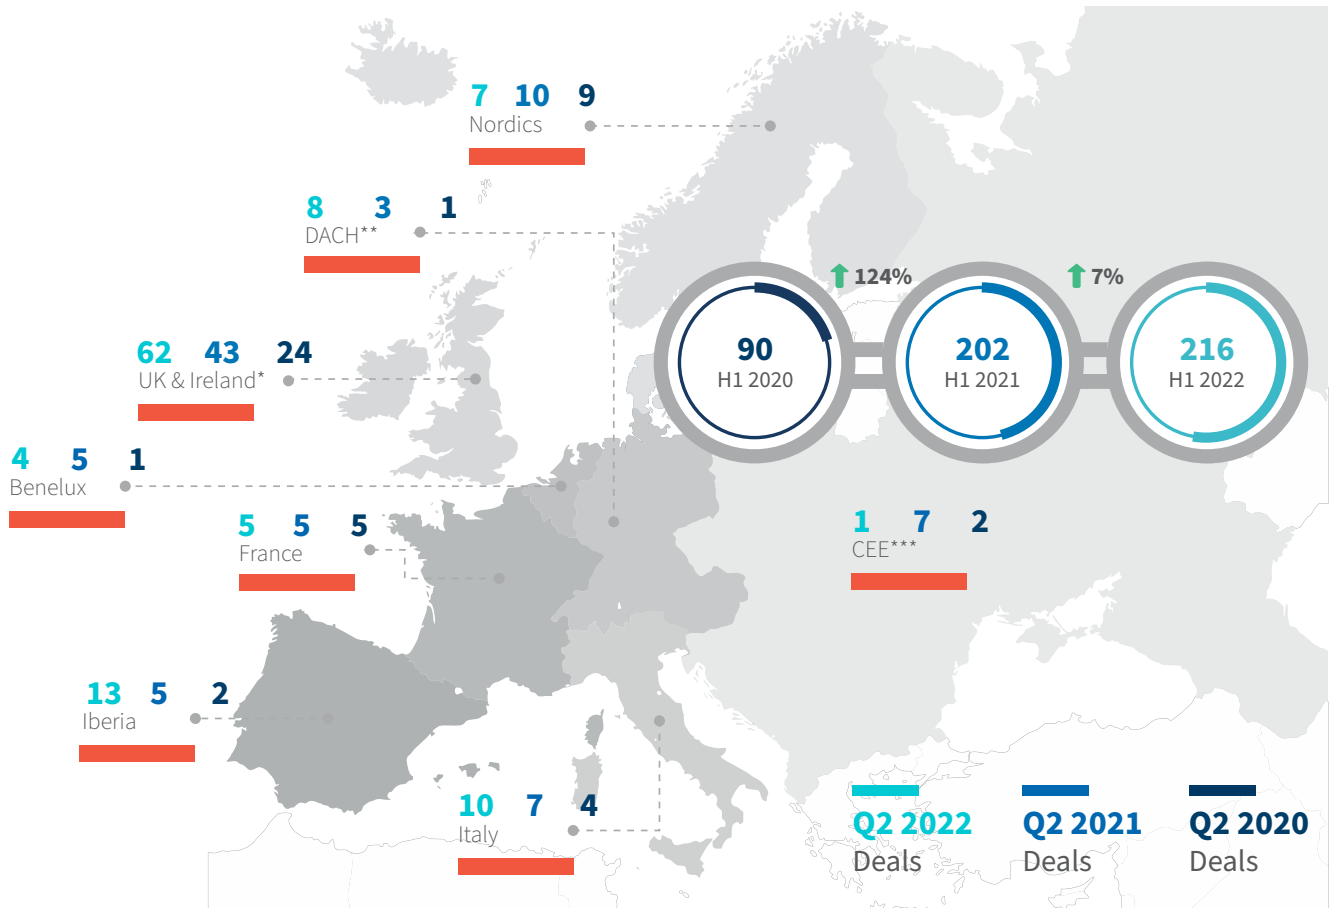 7 10 9
Nordics
8 3 1
DACH**
124%
7%
90
H1 2020
202
H1 2021
216
H1 2022
62 43 24
UK & Ireland*
4 5 1
Benelux
5 5 5
France
1 7 2
CEE***
13 5 2
Iberia
10 7 4
Italy
Q2 2022
Deals
Q2 2021
Deals
Q2 2020
Deals